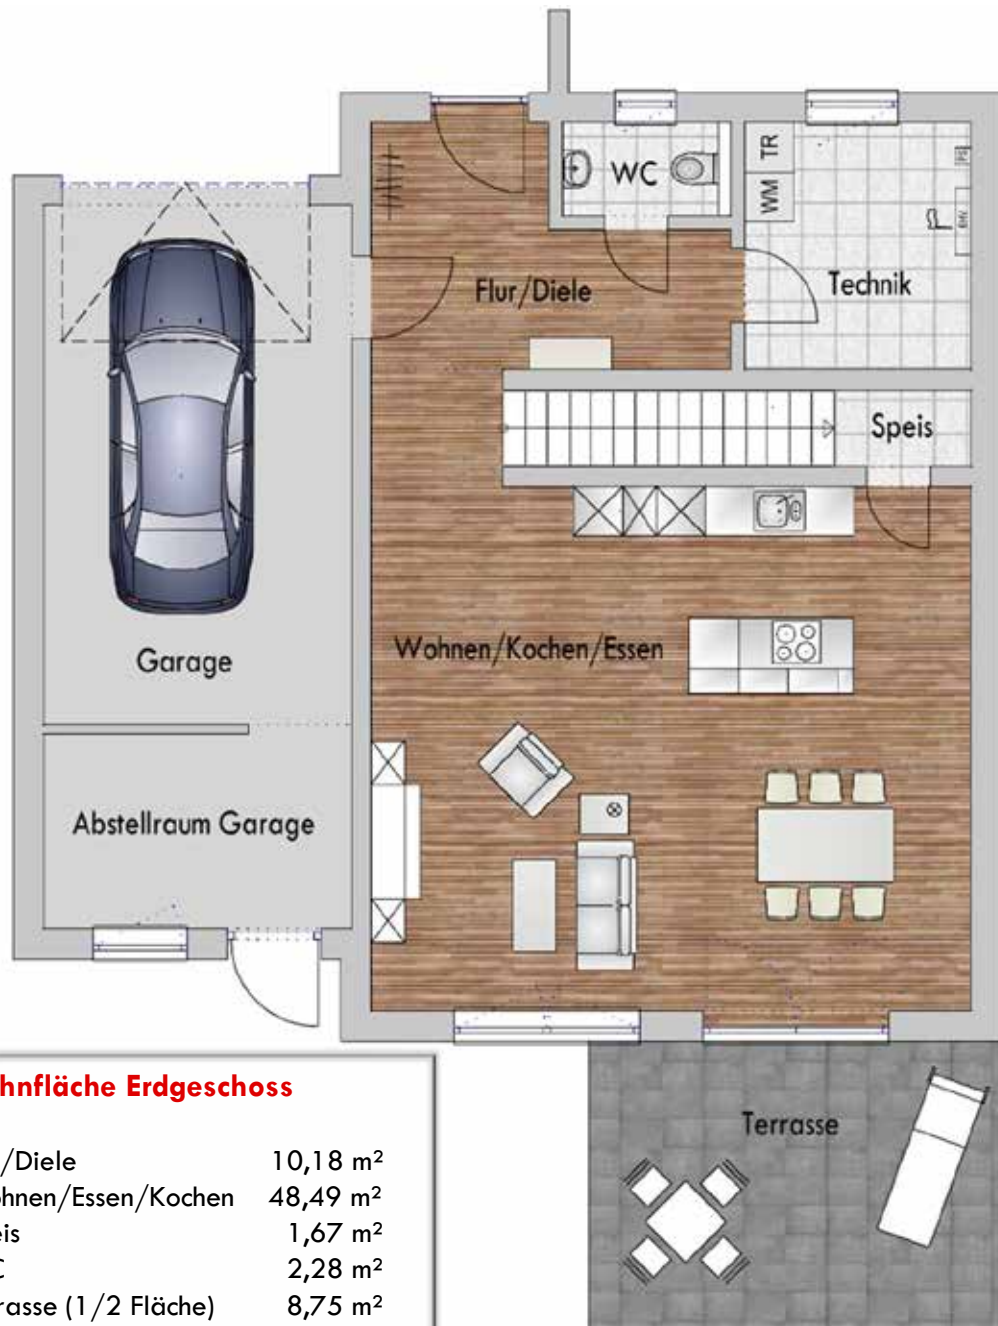 WC
TR
WM
Flur/Diele
Technik
Speis
Wohnen/Kochen/Essen
Garage
Abstellraum Garage
Terrasse
hnfläche Erdgeschoss
/Diele 10,18 m²
ohnen/Essen/Kochen 48,49 m²
eis 1,67 m²
C 2,28 m²
rasse (1/2 Fläche) 8,75 m²